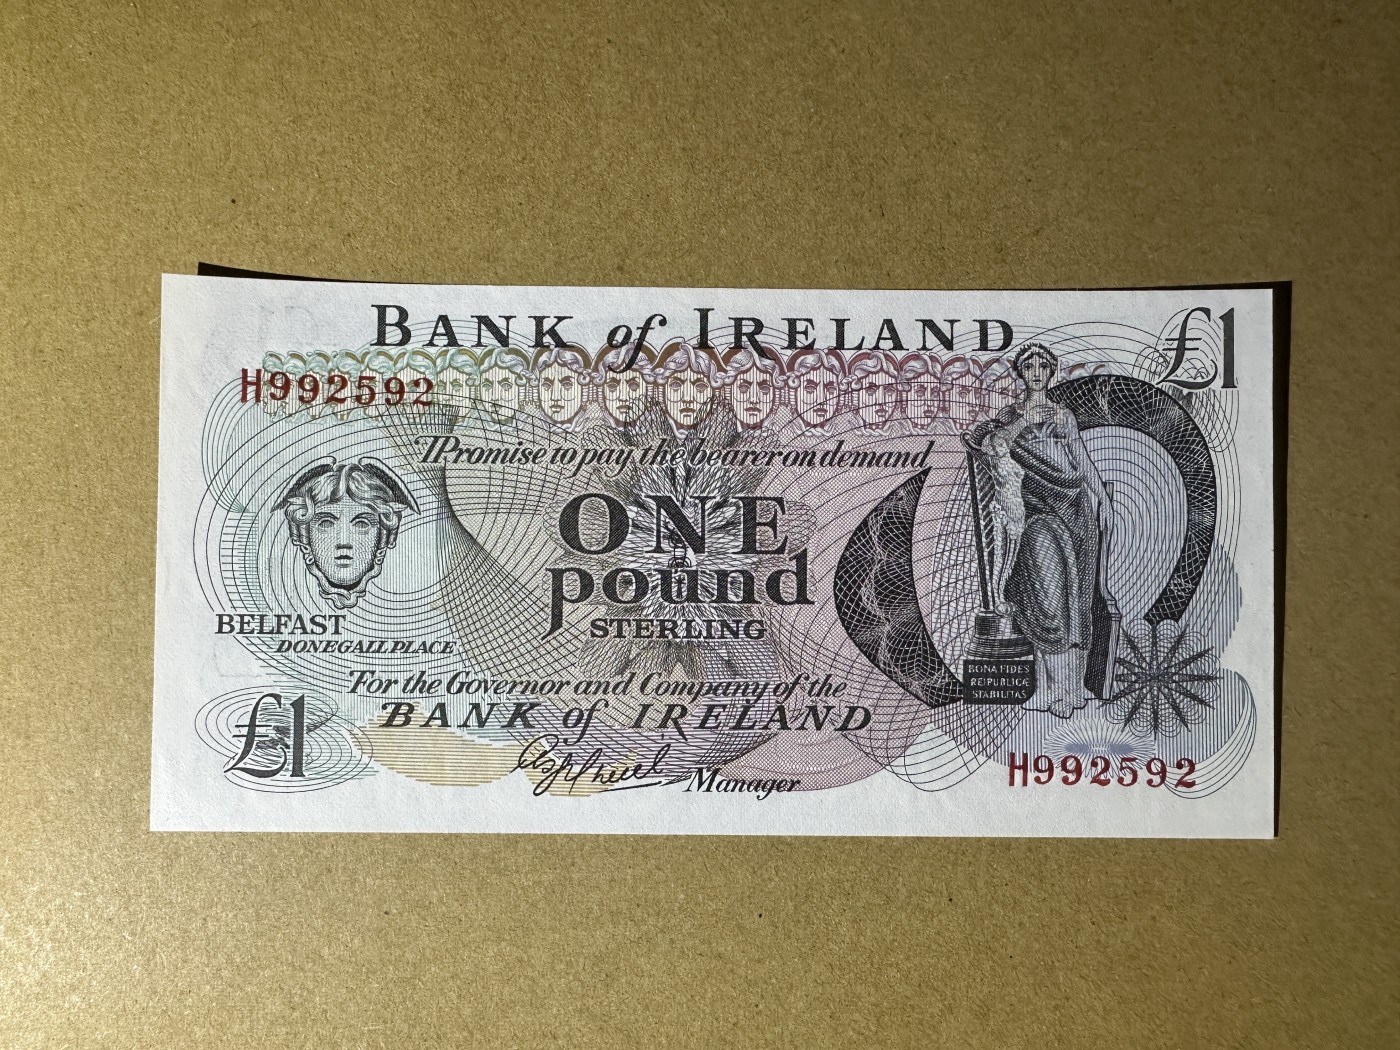 BANK of IRELAND
£1
H992592
I Promise to pay the bearer on demand
ONE
pound
STERLING
BELFAST
DONEGALL PLACE
For the Governor and Company of the
BANK of IRELAND
Manager
£1
BONA FIDES
REIPUBLICÆ
STABILITAS
H992592